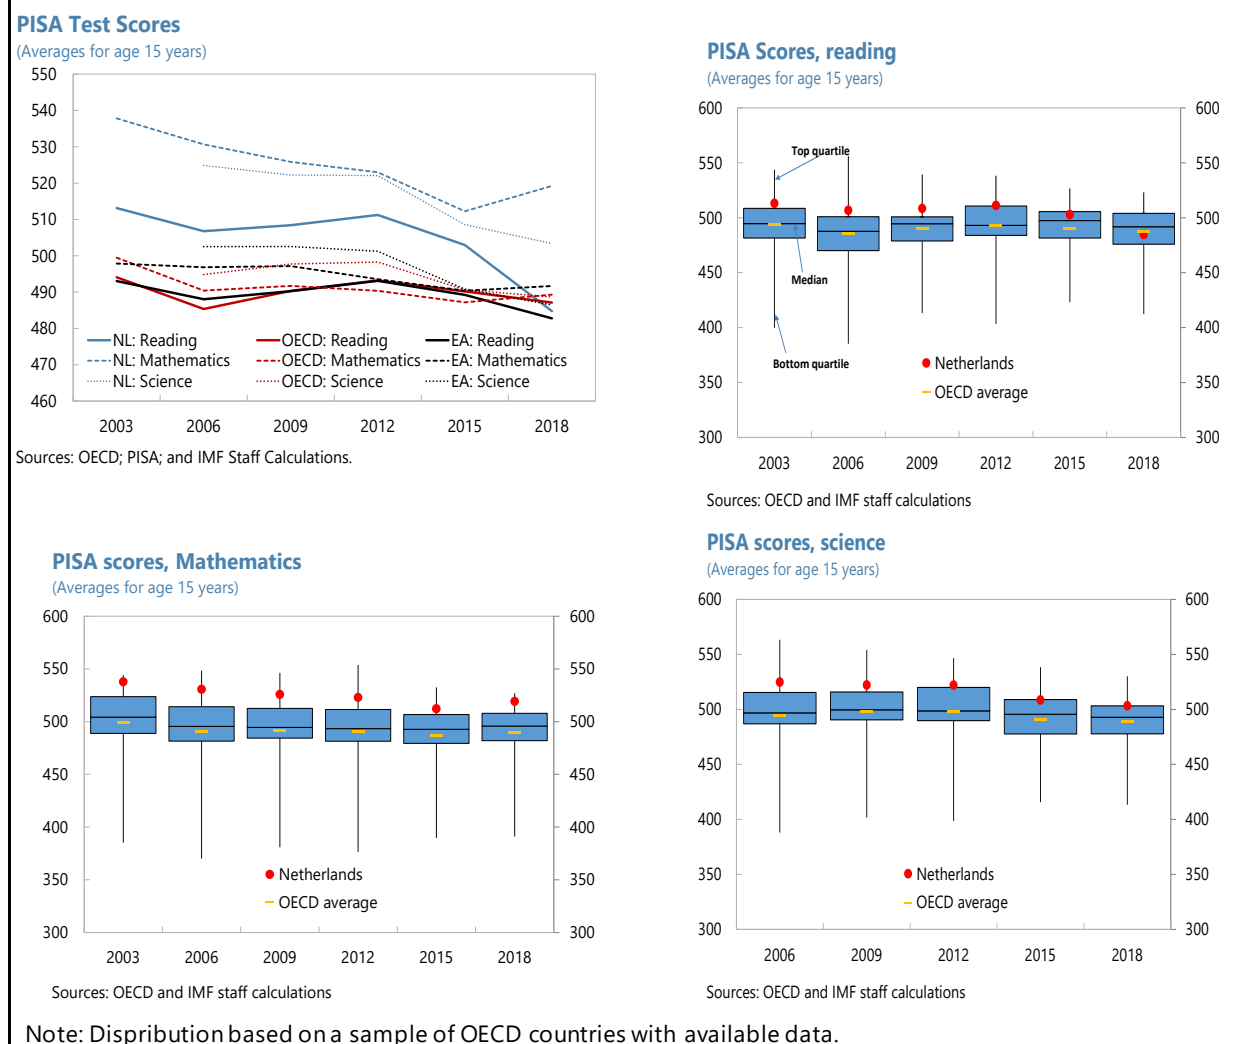 PISA Test Scores
(Averages for age 15 years)
550
540
530
520
510
500
490
480
470
460
NL: Reading OECD: Reading EA: Reading
NL: Mathematics OECD: Mathematics EA: Mathematics
NL: Science OECD: Science EA: Science
2003 2006 2009 2012 2015 2018
Sources: OECD; PISA; and IMF Staff Calculations.
PISA Scores, reading
(Averages for age 15 years)
600 600
550 550
500 500
450 450
400 400
350 350
300 300
Top quartile
Median
Bottom quartile
Netherlands
OECD average
2003 2006 2009 2012 2015 2018
Sources: OECD and IMF staff calculations
PISA scores, Mathematics
(Averages for age 15 years)
600 600
550 550
500 500
450 450
400 400
350 350
300 300
Netherlands
OECD average
2003 2006 2009 2012 2015 2018
Sources: OECD and IMF staff calculations
PISA scores, science
(Averages for age 15 years)
600 600
550 550
500 500
450 450
400 400
350 350
300 300
Netherlands
OECD average
2006 2009 2012 2015 2018
Sources: OECD and IMF staff calculations
Note: Dispribution based on a sample of OECD countries with available data.